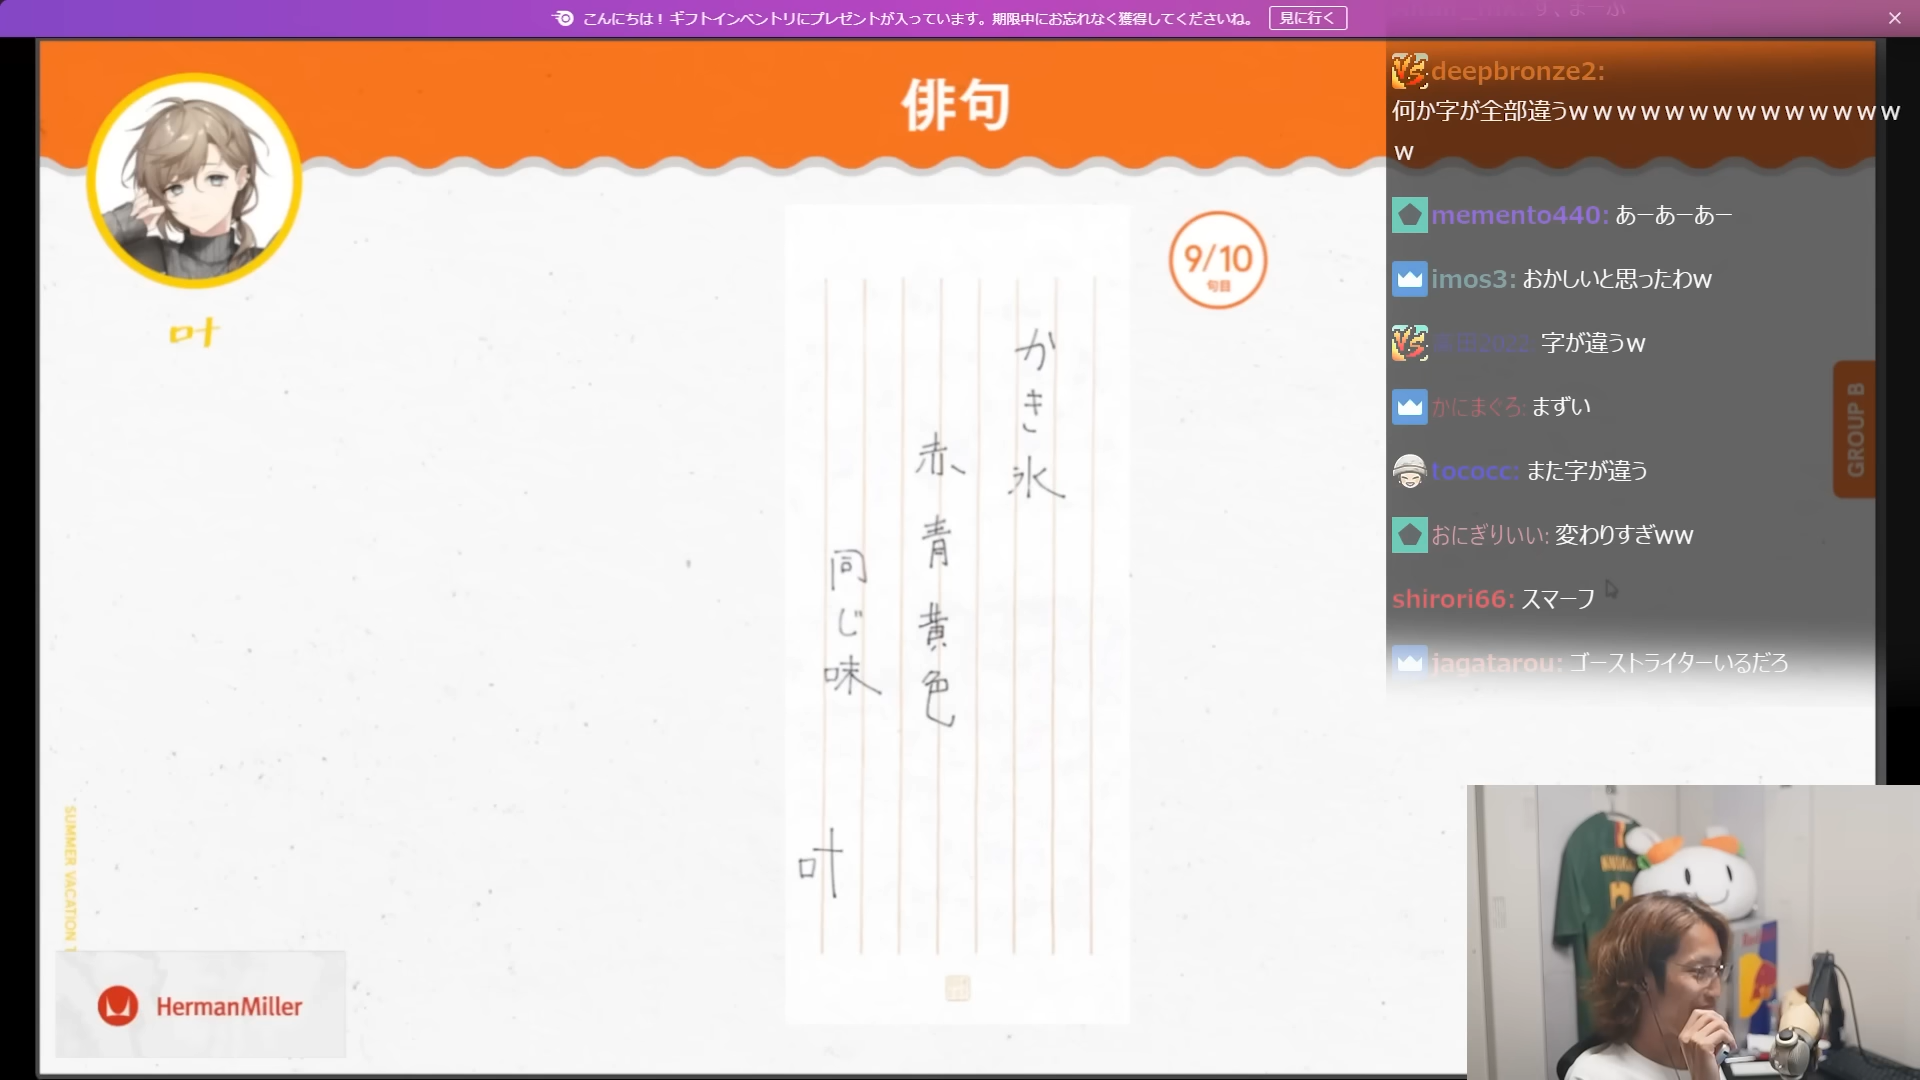 こんにちは！ギフトインベントリにプレゼントが入っています。期限中にお忘れなく獲得してくださいね。
見に行く
俳句
叶
9/10
句目
かき氷
赤青黄色
同じ味
叶
SUMMER VACATION
HermanMiller
GROUP B
deepbronze2:
何か字が全部違うｗｗｗｗｗｗｗｗｗｗｗｗｗｗ
ｗ
memento440: あーあーあー
imos3: おかしいと思ったわw
字が違うw
かにまぐろ: まずい
tococc: また字が違う
おにぎりいい: 変わりすぎww
shirori66: スマーフ
jagatarou: ゴーストライターいるだろ